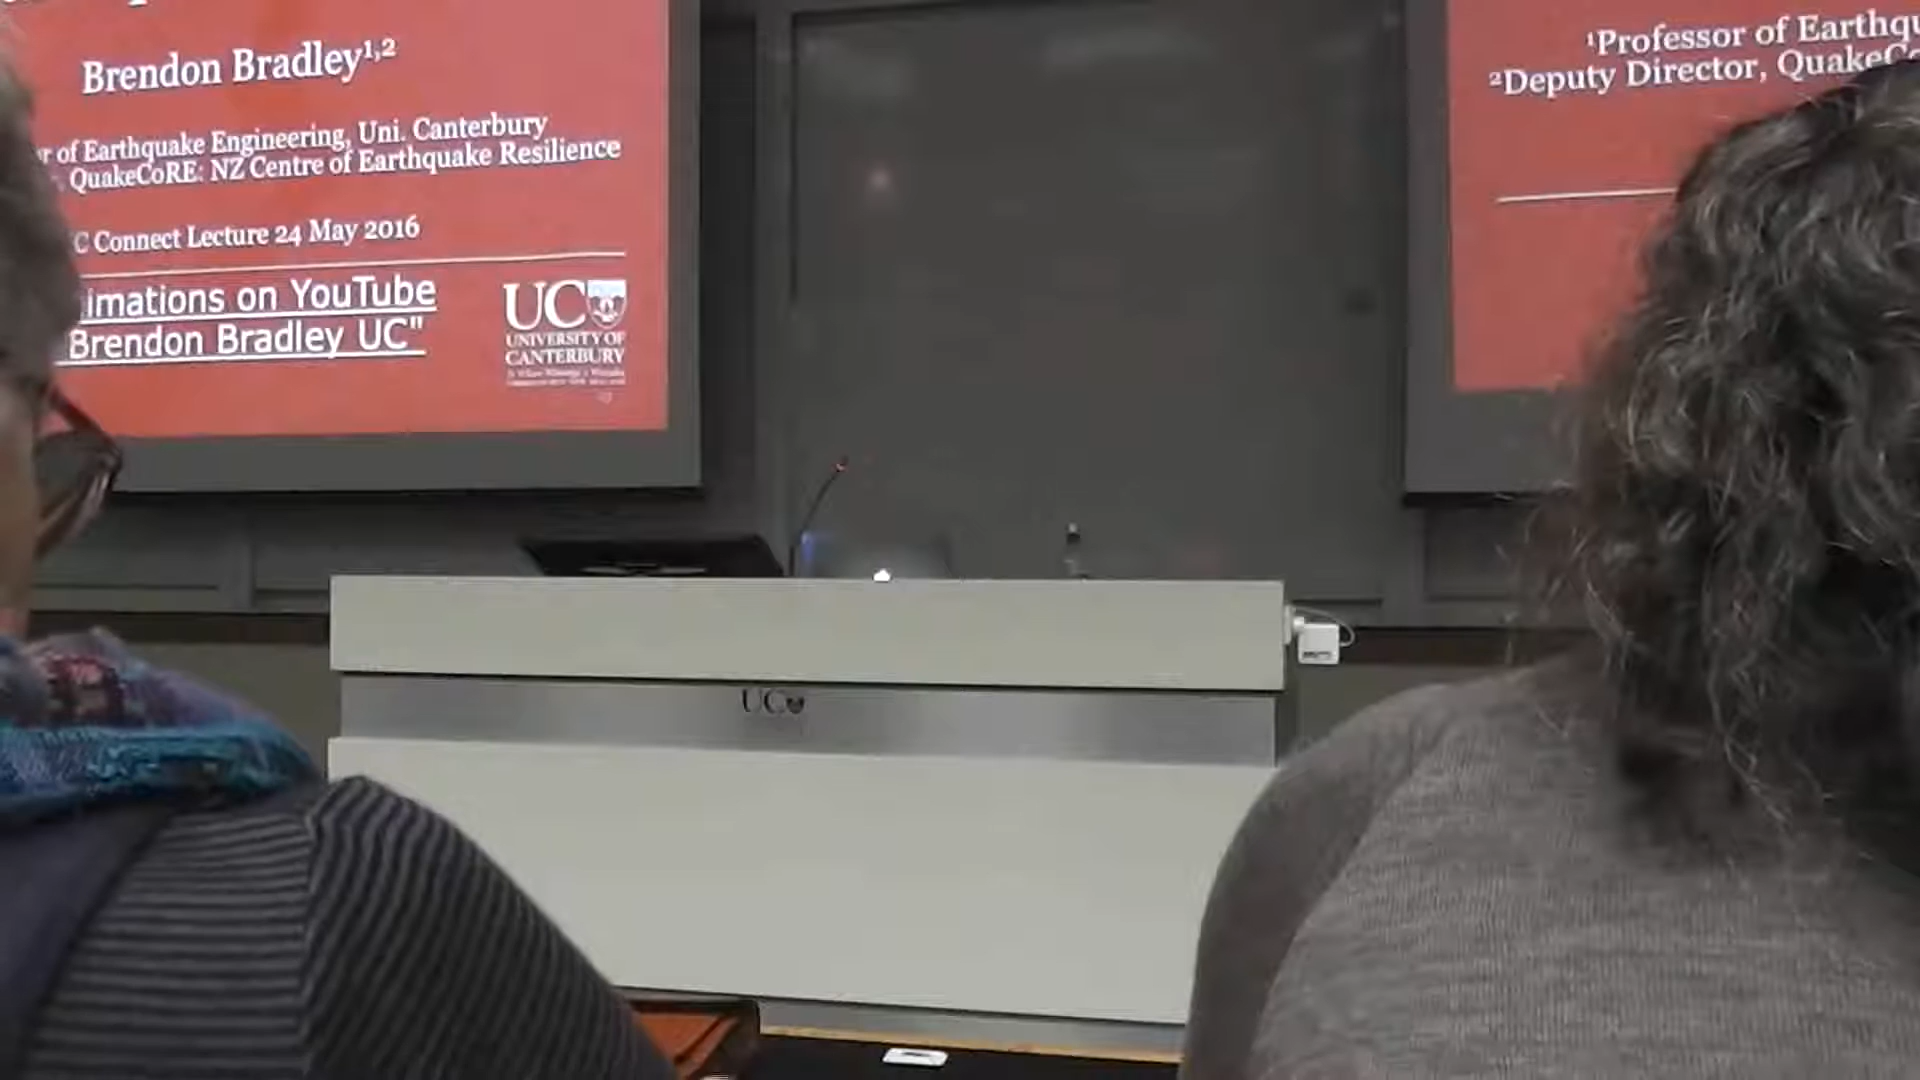 Brendon Bradley¹,²
of Earthquake Engineering, Uni. Canterbury
QuakeCoRE: NZ Centre of Earthquake Resilience
C Connect Lecture 24 May 2016
imations on YouTube
Brendon Bradley UC"
UC
UNIVERSITY OF
CANTERBURY
¹Professor of Earthqu
²Deputy Director, QuakeCo
UC